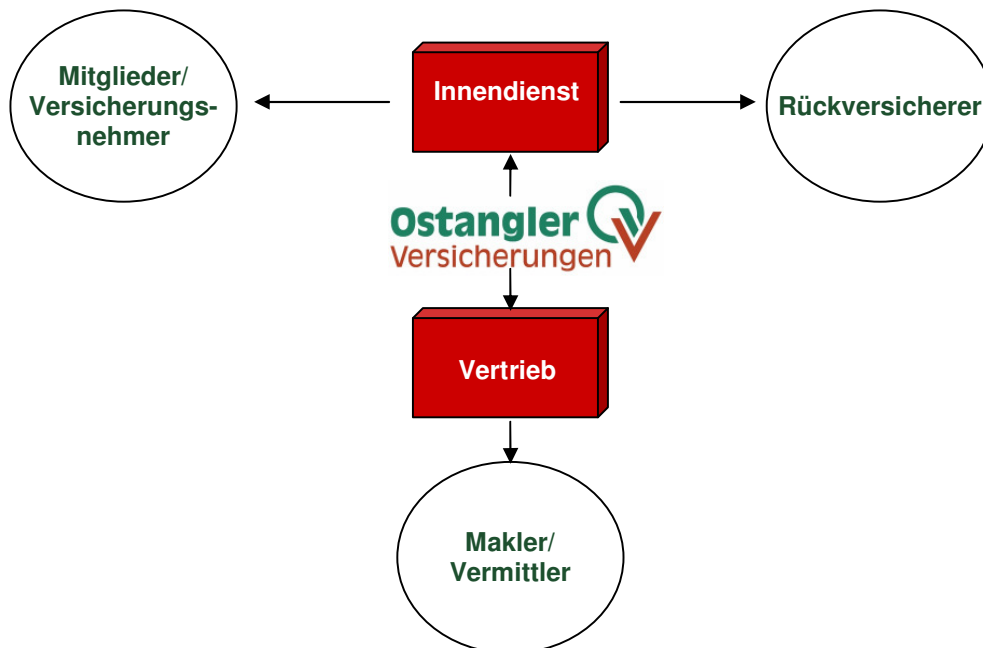 Mitglieder/
Versicherungs-
nehmer
Innendienst
Rückversicherer
Ostangler
Versicherungen
Vertrieb
Makler/
Vermittler